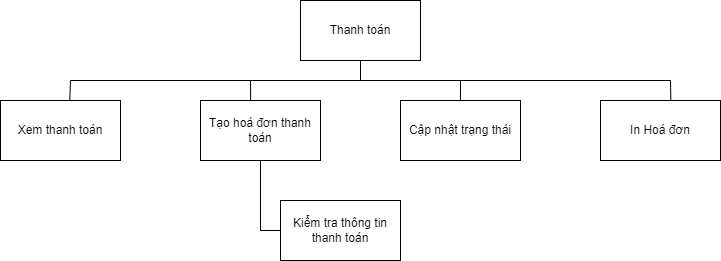 Thanh toán
Xem thanh toán
Tạo hoá đơn thanh
toán
Cập nhật trạng thái
In Hoá đơn
Kiểm tra thông tin
thanh toán